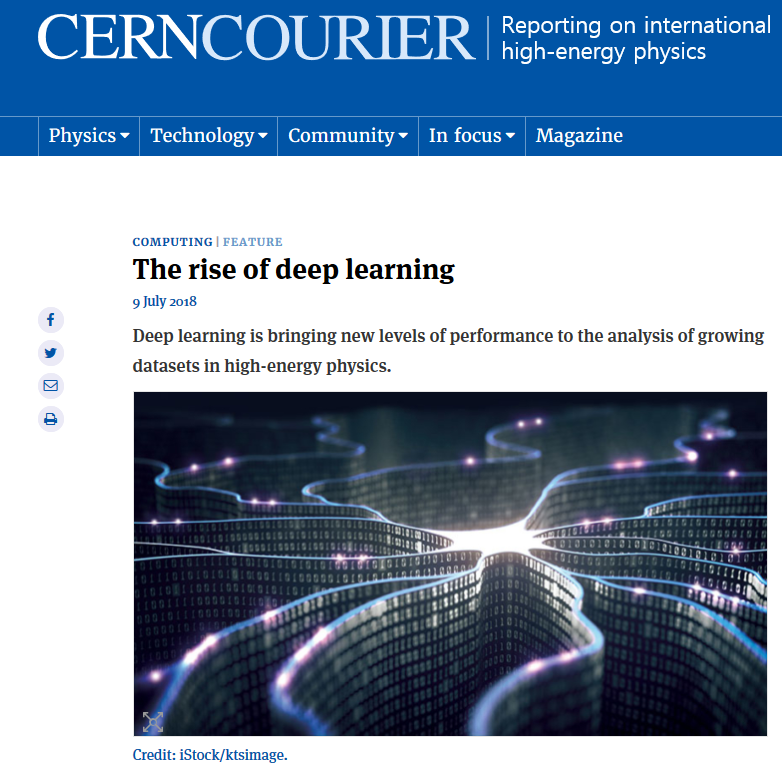 CERNCOURIER
Reporting on international
high-energy physics
Physics
Technology
Community
In focus
Magazine
COMPUTING | FEATURE
The rise of deep learning
9 July 2018
Deep learning is bringing new levels of performance to the analysis of growing
datasets in high-energy physics.
Credit: iStock/ktsimage.